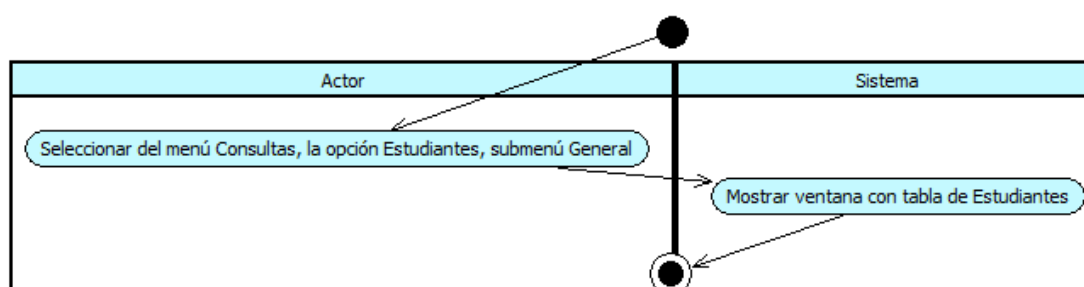 Actor
Sistema
Seleccionar del menú Consultas, la opción Estudiantes, submenú General
Mostrar ventana con tabla de Estudiantes